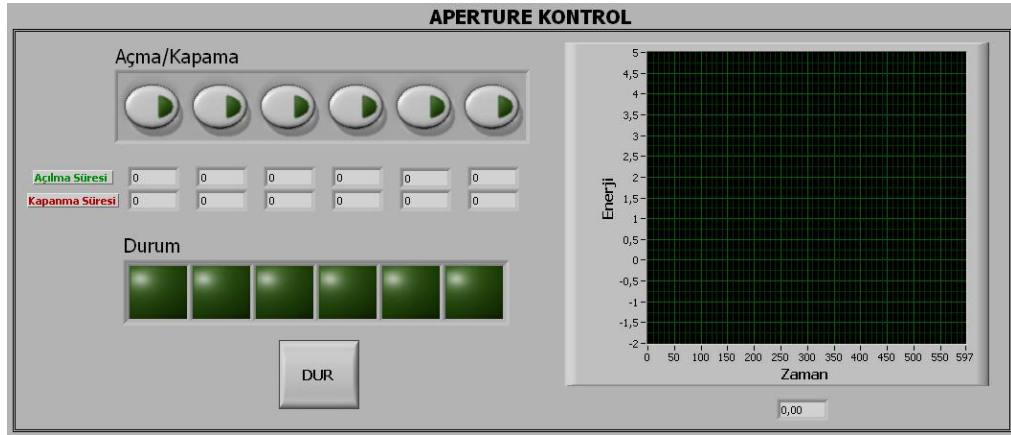 APERTURE KONTROL
Açma/Kapama
Açılma Süresi 0 0 0 0 0 0
Kapanma Süresi 0 0 0 0 0 0
Durum
DUR
5
4,5
4
3,5
3
2,5
2
1,5
1
0,5
0
-0,5
-1
-1,5
-2
Enerji
0 50 100 150 200 250 300 350 400 450 500 550 597
Zaman
0,00